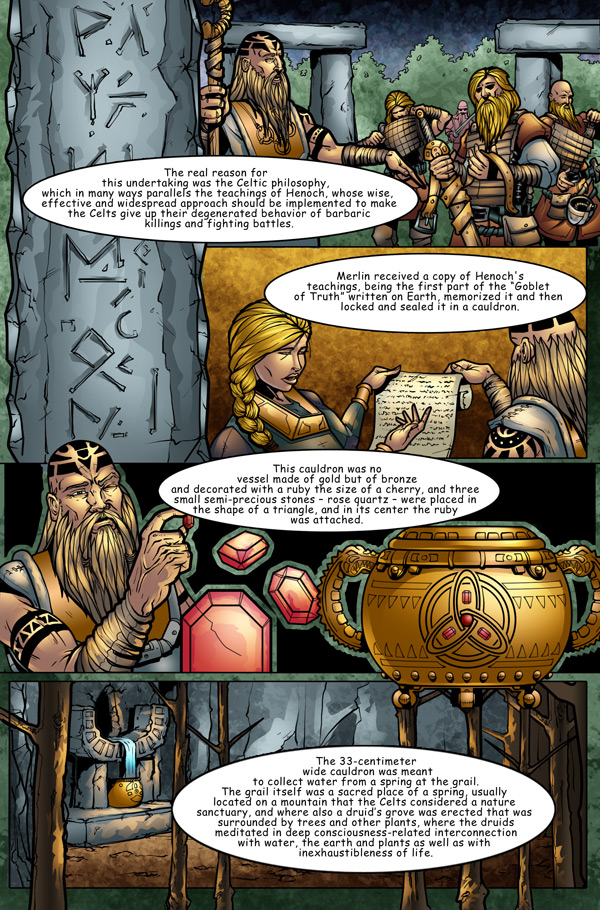 The real reason for
this undertaking was the Celtic philosophy,
which in many ways parallels the teachings of Henoch, whose wise,
effective and widespread approach should be implemented to make
the Celts give up their degenerated behavior of barbaric
killings and fighting battles.
Merlin received a copy of Henoch's
teachings, being the first part of the “Goblet
of Truth” written on Earth, memorized it and then
locked and sealed it in a cauldron.
This cauldron was no
vessel made of gold but of bronze
and decorated with a ruby the size of a cherry, and three
small semi-precious stones – rose quartz – were placed in
the shape of a triangle, and in its center the ruby
was attached.
The 33-centimeter
wide cauldron was meant
to collect water from a spring at the grail.
The grail itself was a sacred place of a spring, usually
located on a mountain that the Celts considered a nature
sanctuary, and where also a druid's grove was erected that was
surrounded by trees and other plants, where the druids
meditated in deep consciousness-related interconnection
with water, the earth and plants as well as with
inexhaustibleness of life.